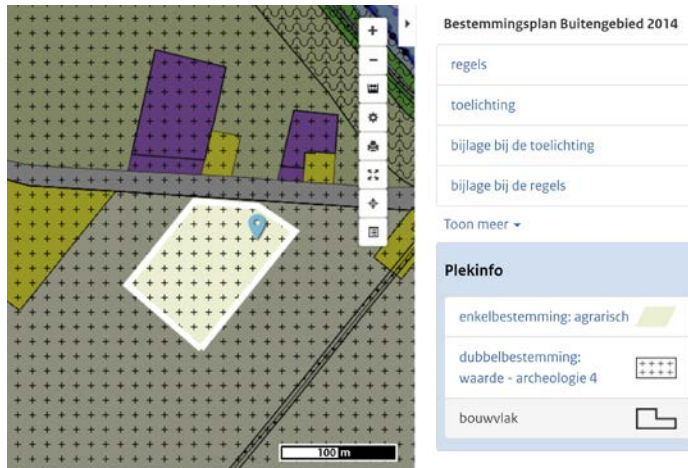 Bestemmingsplan Buitengebied 2014
regels
toelichting
bijlage bij de toelichting
bijlage bij de regels
Toon meer
Plekinfo
enkelbestemming: agrarisch
dubbelbestemming:
waarde - archeologie 4
bouwvlak
100 m